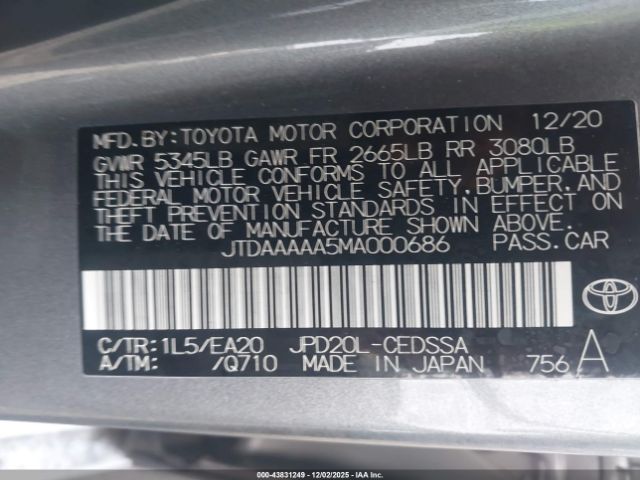 MFD.BY:TOYOTA MOTOR CORPORATION 12/20
GVWR 5345LB GAWR FR 2665LB RR 3080LB
THIS VEHICLE CONFORMS TO ALL APPLICABLE
FEDERAL MOTOR VEHICLE SAFETY,BUMPER,AND
THEFT PREVENTION STANDARDS IN EFFECT ON
THE DATE OF MANUFACTURE SHOWN ABOVE.
JTDAAAAA5MA000686 PASS.CAR
C/TR:1L5/EA20 JPD20L-CEDSSA
A/TM: /Q710 MADE IN JAPAN 756 A
000-43831249 - 12/02/2025 - IAAI, Inc.